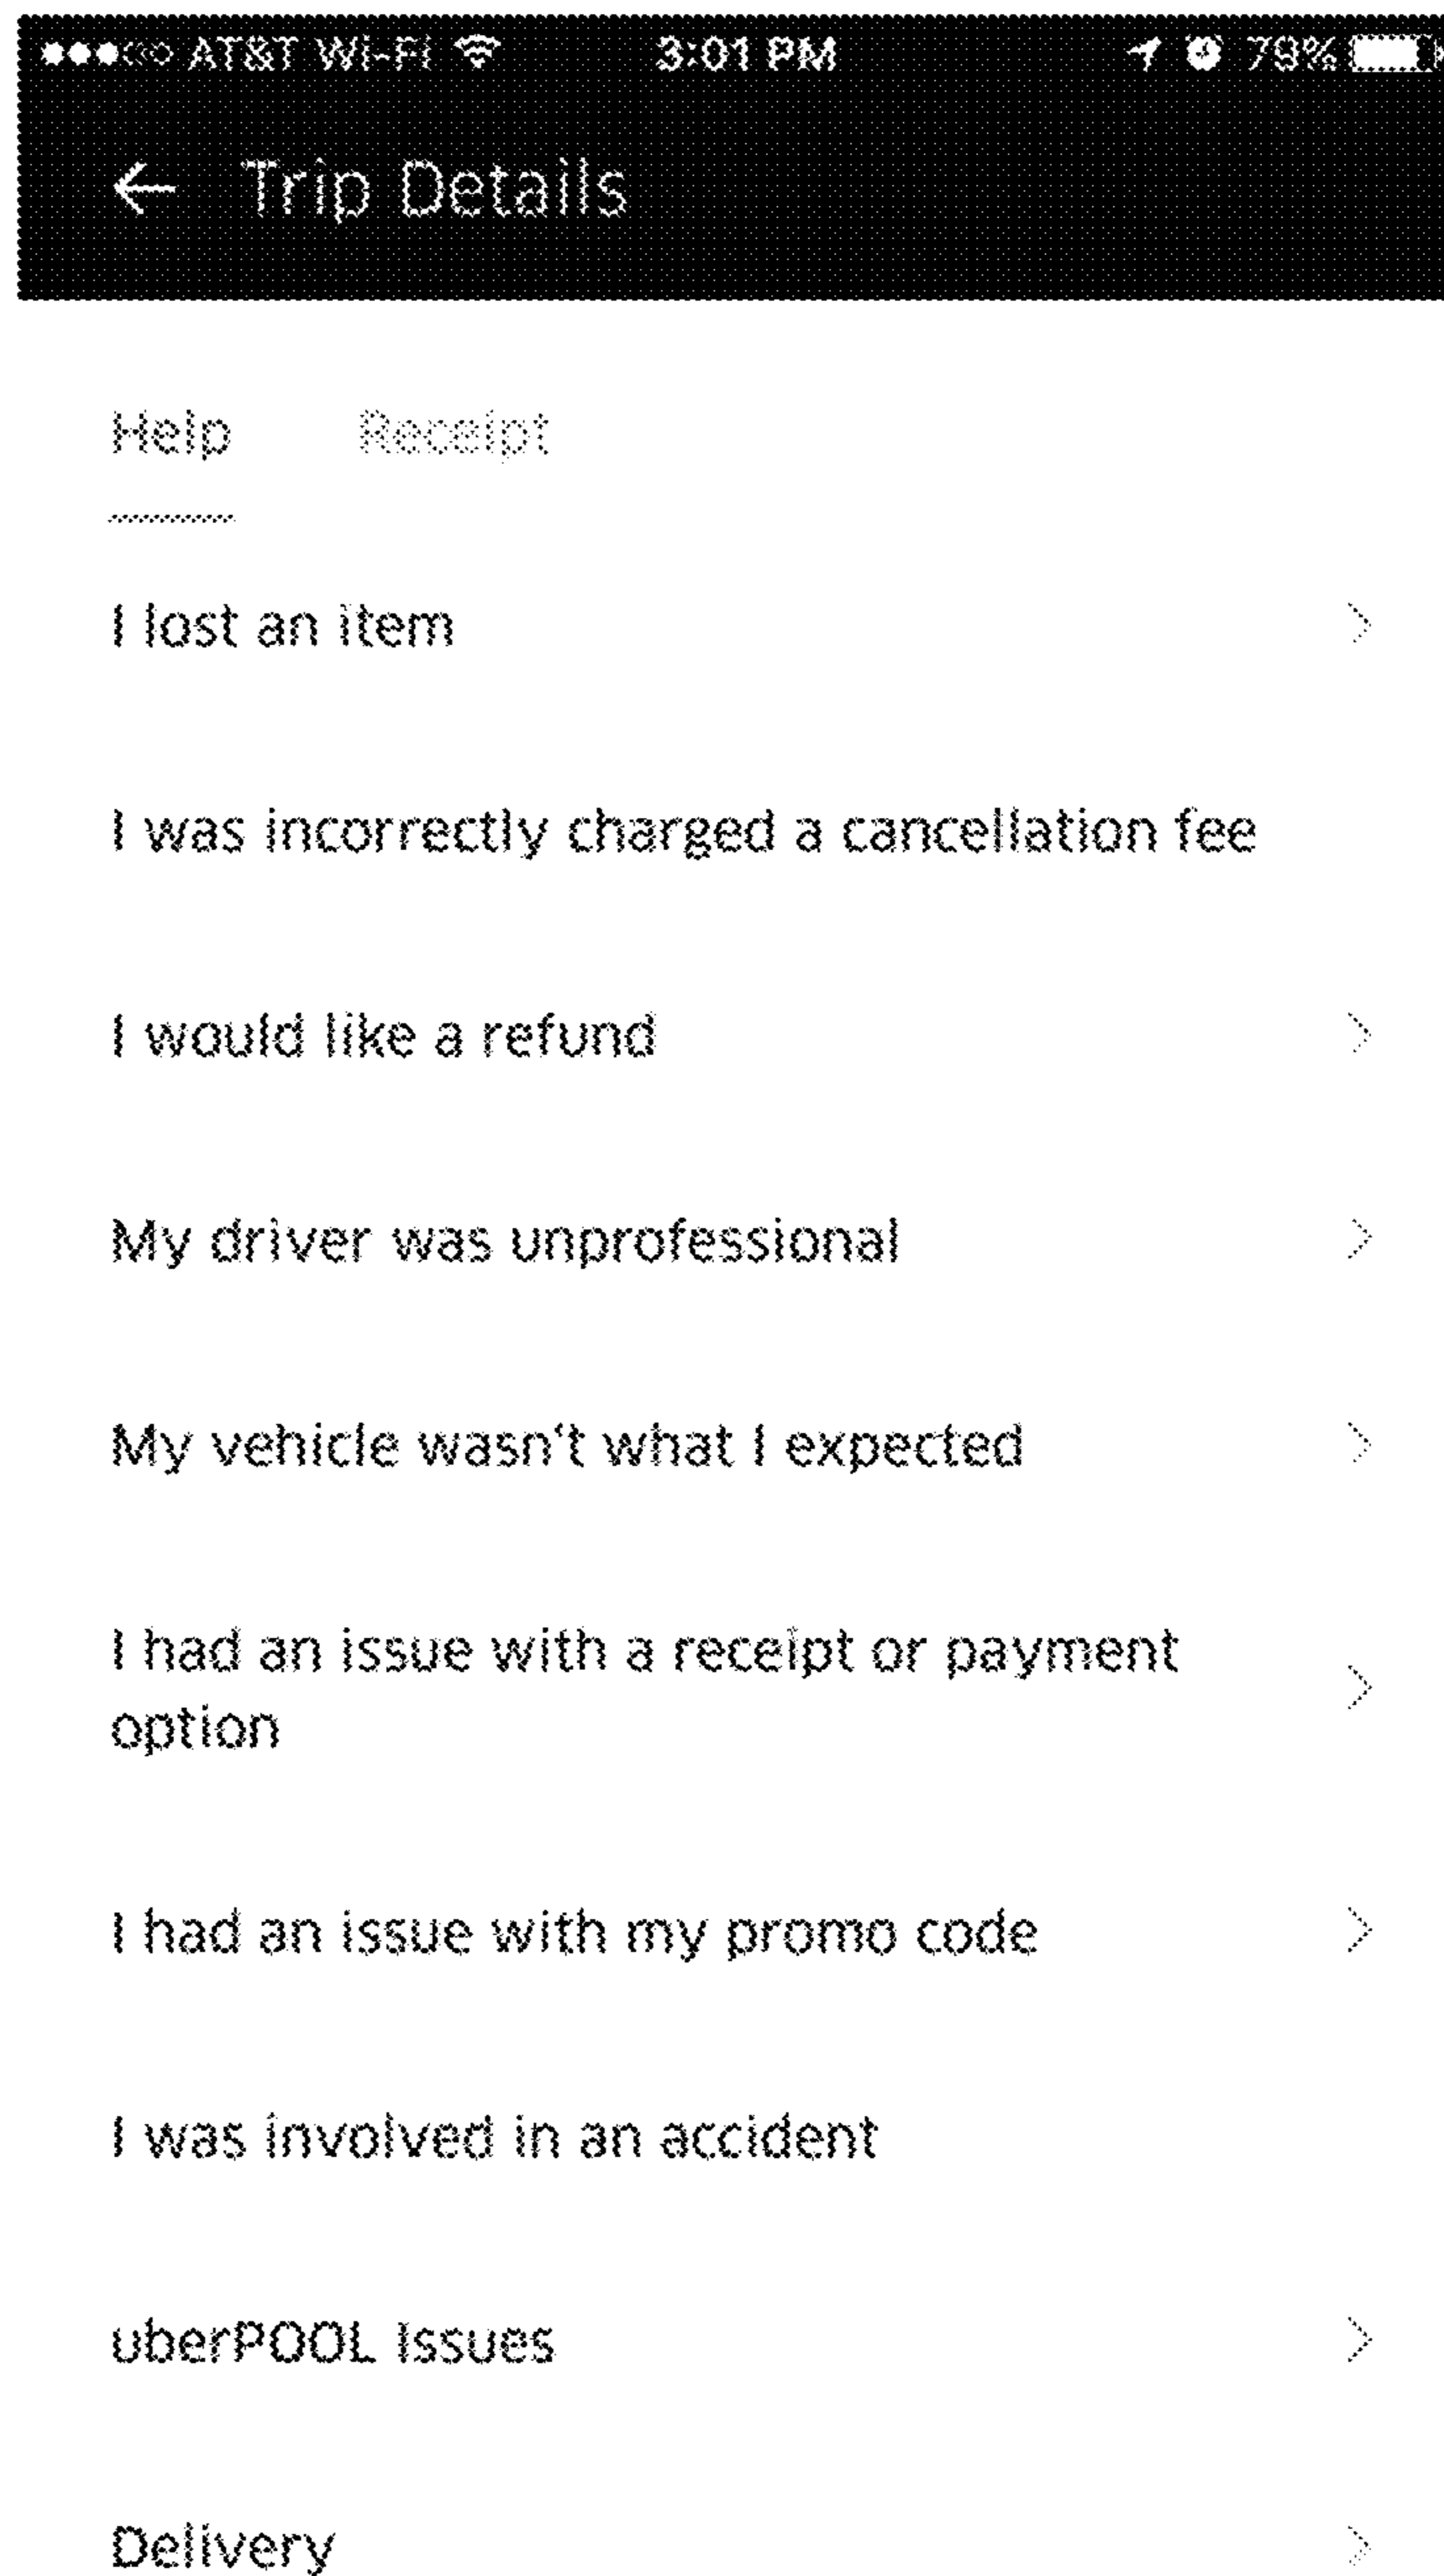 AT&T Wi-Fi 3:01 PM 79%
Trip Details
Help Receipt
I lost an item
I was incorrectly charged a cancellation fee
I would like a refund
My driver was unprofessional
My vehicle wasn't what I expected
I had an issue with a receipt or payment
option
I had an issue with my promo code
I was involved in an accident
uberPOOL Issues
Delivery